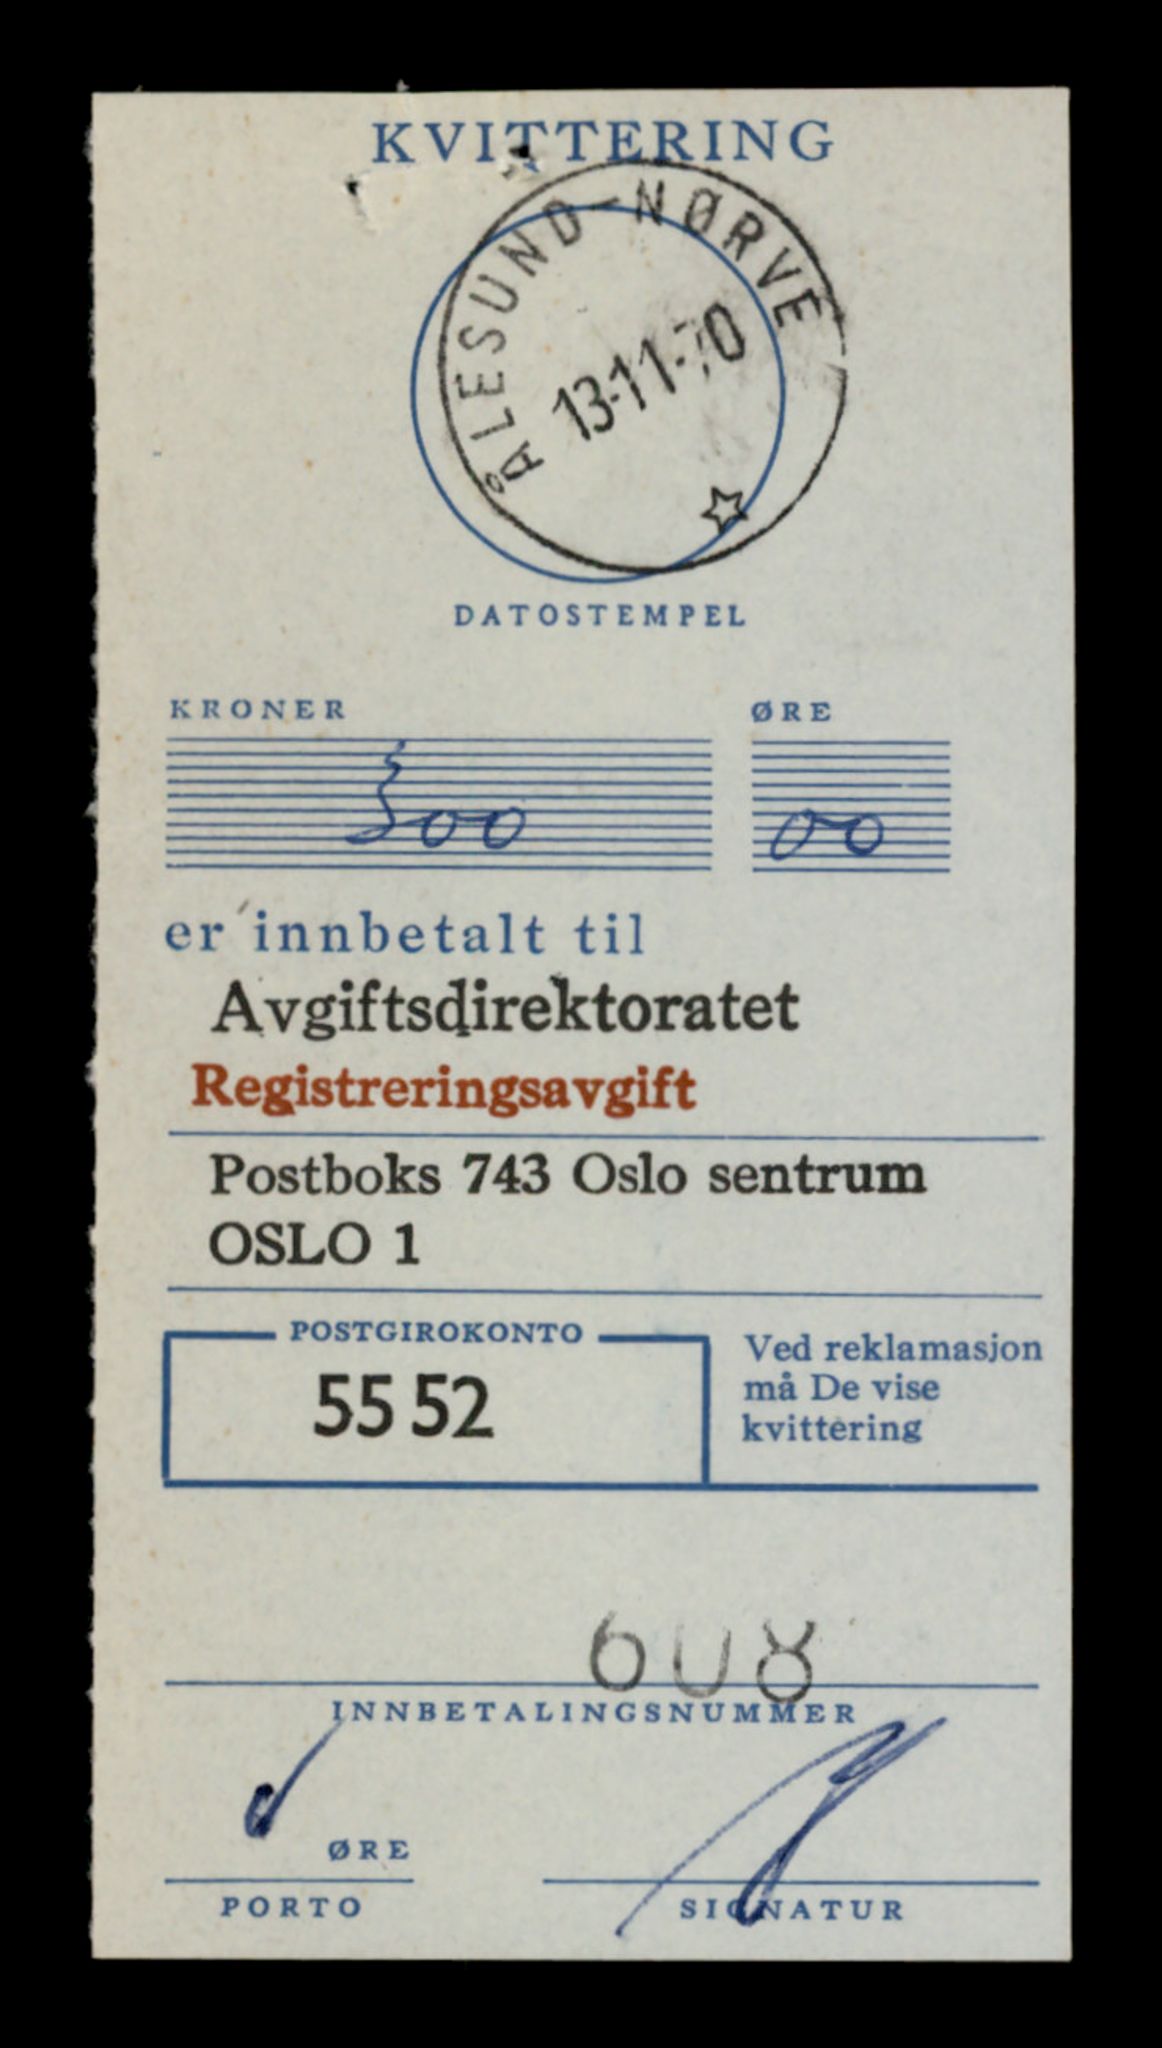 KVITTERING
ÅLESUND-NØRVE
13-11-70
DATOSTEMPEL
KRONER ØRE
300 00
er innbetalt til
Avgiftsdirektoratet
Registreringsavgift
Postboks 743 Oslo sentrum
OSLO 1
POSTGIROKONTO
55 52
Ved reklamasjon
må De vise
kvittering
608
INNBETALINGSNUMMER
ØRE
PORTO SIGNATUR